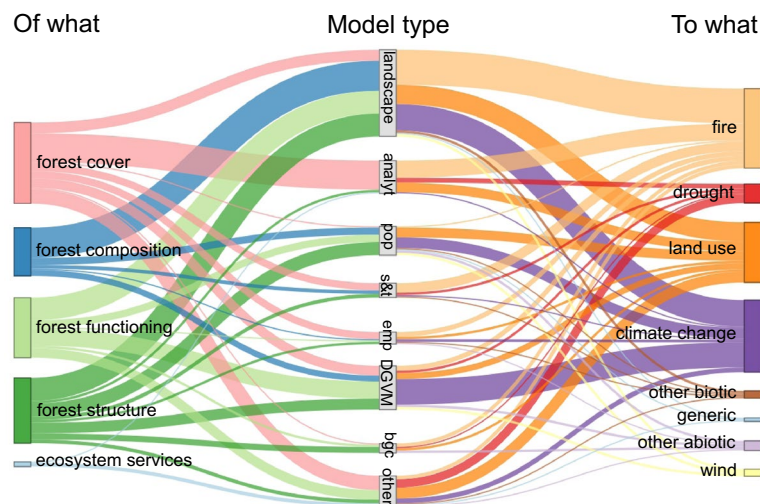 Of what
Model type
To what
forest cover
forest composition
forest functioning
forest structure
ecosystem services
landscape
analyt
pop
s&t
emp
DGVM
bgc
other
fire
drought
land use
climate change
other biotic
generic
other abiotic
wind